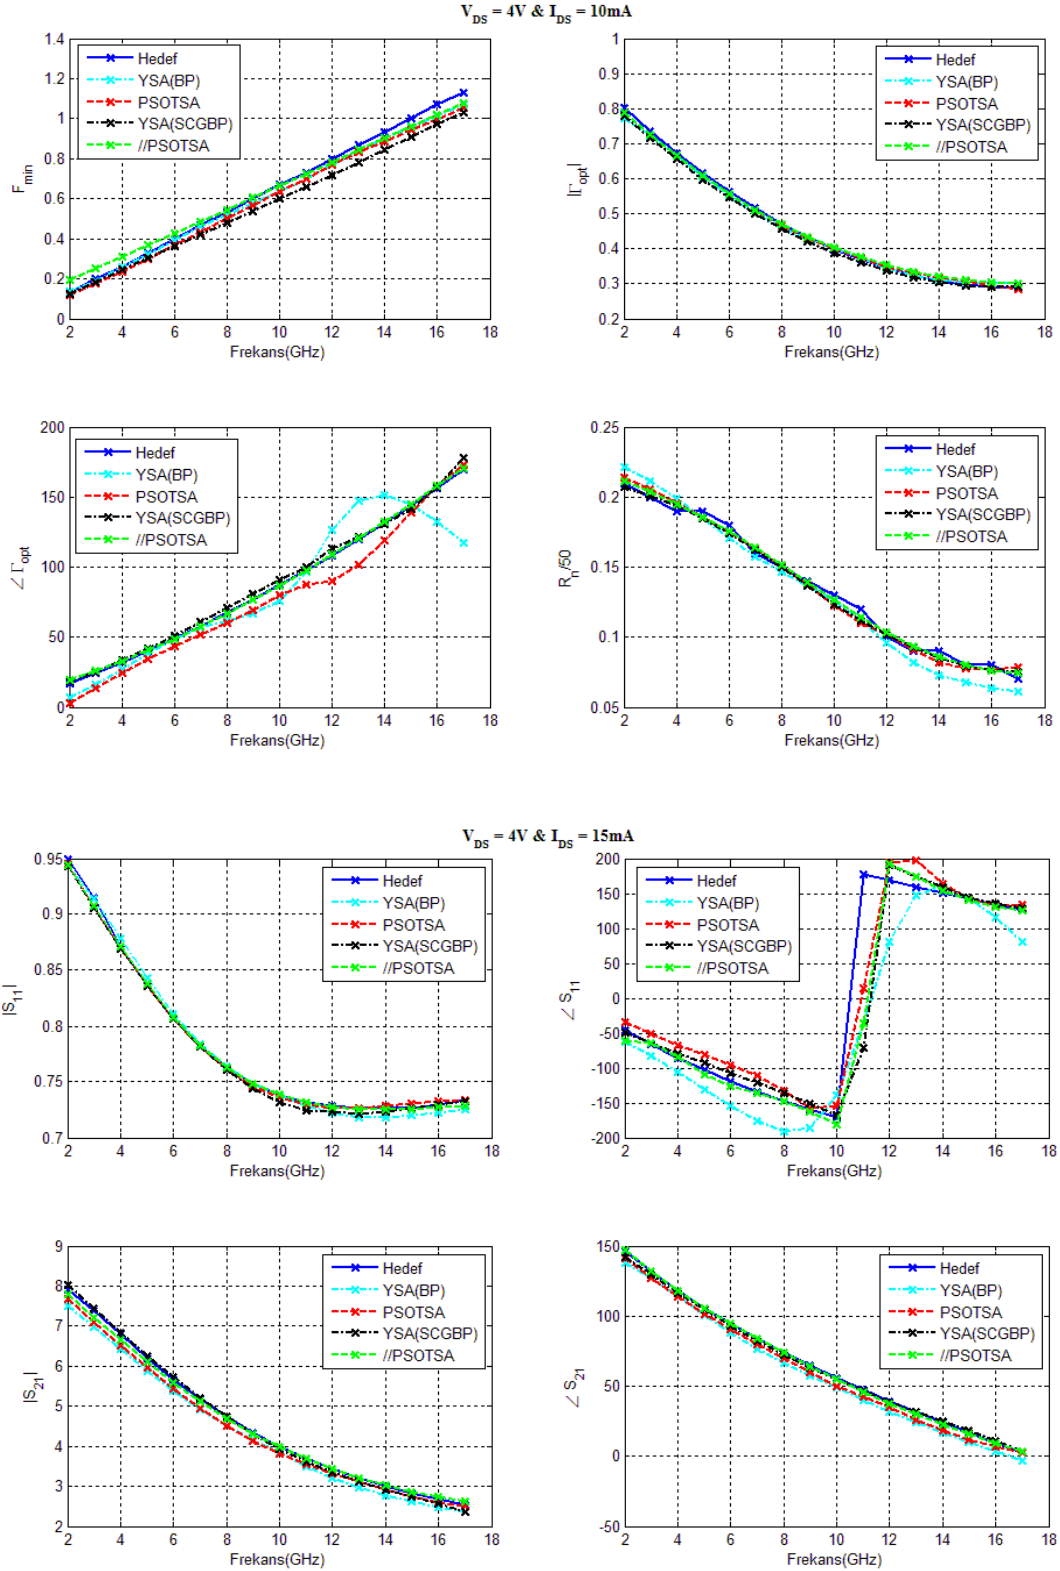 V_DS = 4V & I_DS = 10mA
1.4
1.2
1
0.8
0.6
0.4
0.2
0
F_min
2 4 6 8 10 12 14 16 18
Frekans(GHz)
Hedef
YSA(BP)
PSOTSA
YSA(SCGBP)
//PSOTSA
1
0.9
0.8
0.7
0.6
0.5
0.4
0.3
0.2
|Γ_opt|
2 4 6 8 10 12 14 16 18
Frekans(GHz)
Hedef
YSA(BP)
PSOTSA
YSA(SCGBP)
//PSOTSA
200
150
100
50
0
∠ Γ_opt
2 4 6 8 10 12 14 16 18
Frekans(GHz)
Hedef
YSA(BP)
PSOTSA
YSA(SCGBP)
//PSOTSA
0.25
0.2
0.15
0.1
0.05
R_n/50
2 4 6 8 10 12 14 16 18
Frekans(GHz)
Hedef
YSA(BP)
PSOTSA
YSA(SCGBP)
//PSOTSA
V_DS = 4V & I_DS = 15mA
0.95
0.9
0.85
0.8
0.75
0.7
|S_11|
2 4 6 8 10 12 14 16 18
Frekans(GHz)
Hedef
YSA(BP)
PSOTSA
YSA(SCGBP)
//PSOTSA
200
150
100
50
0
-50
-100
-150
-200
∠ S_11
2 4 6 8 10 12 14 16 18
Frekans(GHz)
Hedef
YSA(BP)
PSOTSA
YSA(SCGBP)
//PSOTSA
9
8
7
6
5
4
3
2
|S_21|
2 4 6 8 10 12 14 16 18
Frekans(GHz)
Hedef
YSA(BP)
PSOTSA
YSA(SCGBP)
//PSOTSA
150
100
50
0
-50
∠ S_21
2 4 6 8 10 12 14 16 18
Frekans(GHz)
Hedef
YSA(BP)
PSOTSA
YSA(SCGBP)
//PSOTSA